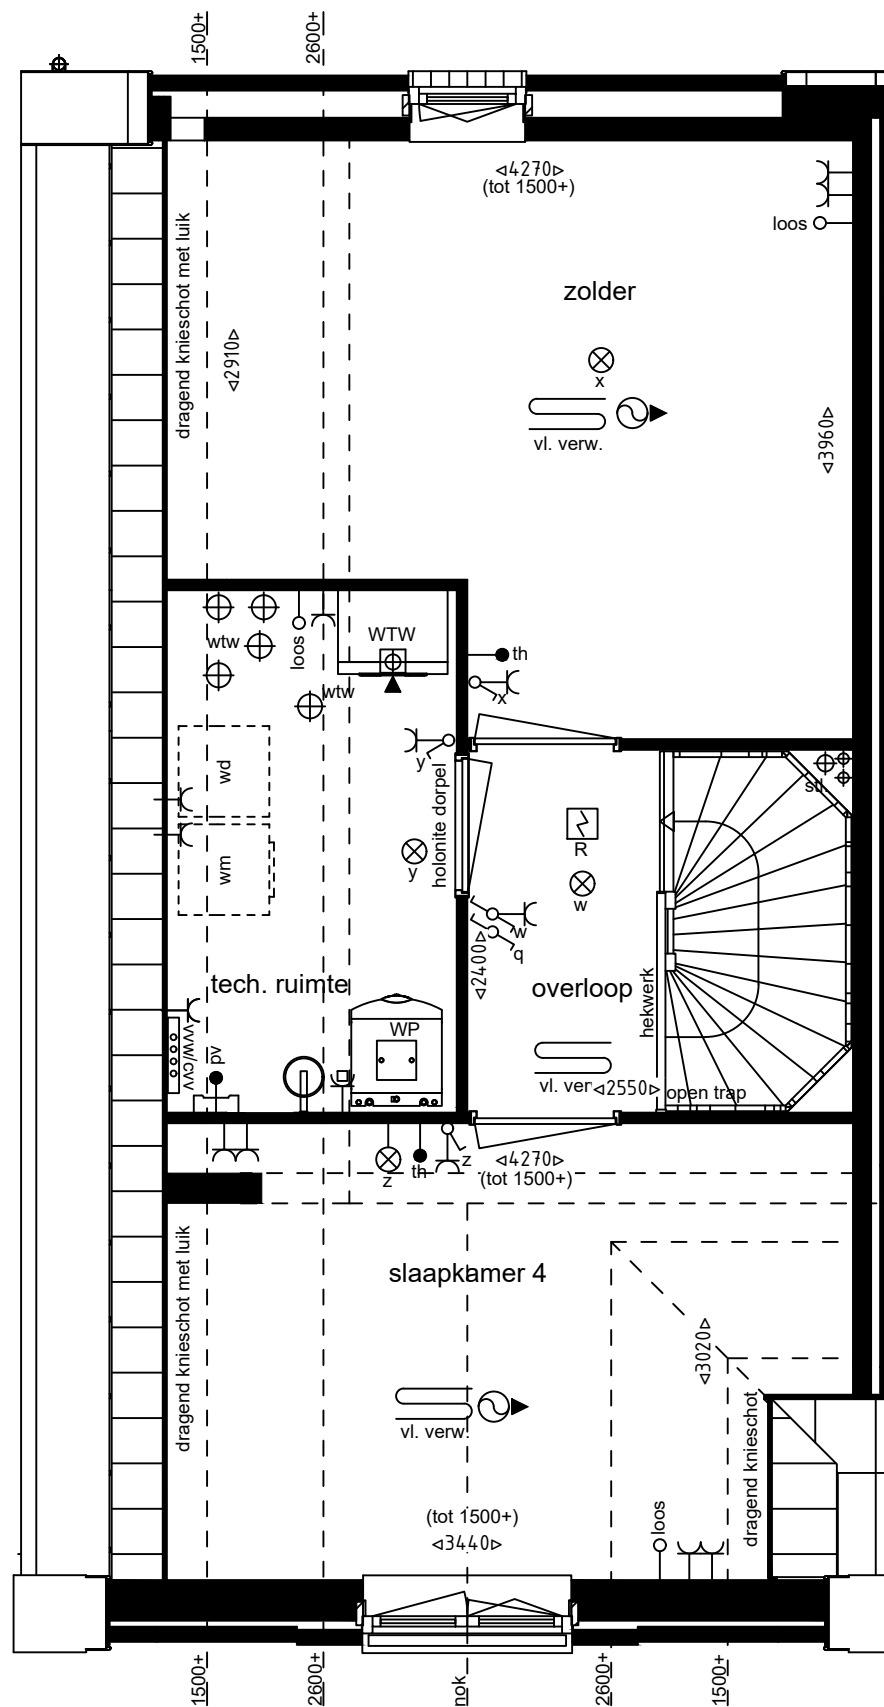 1500+
2600+
◃4270▹
(tot 1500+)
loos
dragend knieschot met luik
◃2910▹
zolder
x
vl. verw.
◃3960▹
wtw
loos
WTW
wtw
th
x
y
holonite dorpel
wd
wm
y
R
w
stl.
w
q
◃2400▹
tech. ruimte
overloop
hekwerk
vvw/cvv
pv
WP
vl. ver
◃2550▹
open trap
z
th
z
◃4270▹
(tot 1500+)
dragend knieschot met luik
slaapkamer 4
◃3020▹
dragend knieschot
vl. verw.
(tot 1500+)
◃3440▹
loos
1500+
2600+
nok
2600+
1500+